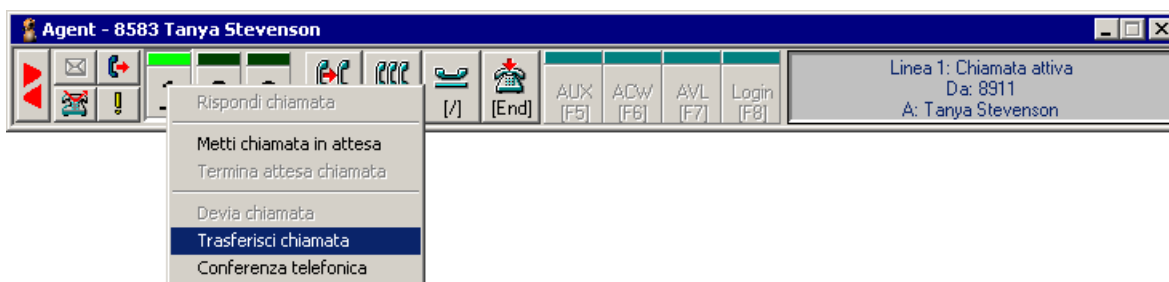 Agent - 8583 Tanya Stevenson
[/]
[End]
AUX
[F5]
ACW
[F6]
AVL
[F7]
Login
[F8]
Linea 1: Chiamata attiva
Da: 8911
A: Tanya Stevenson
Rispondi chiamata
Metti chiamata in attesa
Termina attesa chiamata
Devia chiamata
Trasferisci chiamata
Conferenza telefonica